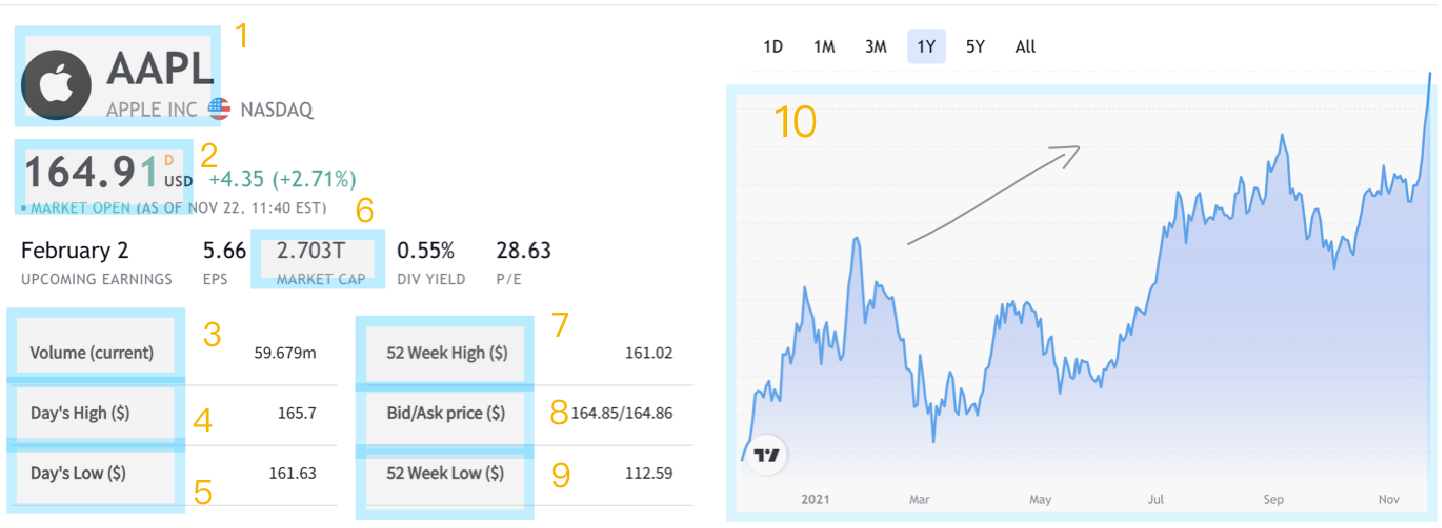 1
AAPL
APPLE INC NASDAQ
164.91 D USD +4.35 (+2.71%)
2
MARKET OPEN (AS OF NOV 22, 11:40 EST)
6
February 2 5.66 2.703T 0.55% 28.63
UPCOMING EARNINGS EPS MARKET CAP DIV YIELD P/E
3
Volume (current) 59.679m
Day's High ($) 165.7
4
Day's Low ($) 161.63
5
7
52 Week High ($) 161.02
Bid/Ask price ($) 8 164.85/164.86
52 Week Low ($) 9 112.59
1D 1M 3M 1Y 5Y All
10
2021 Mar May Jul Sep Nov